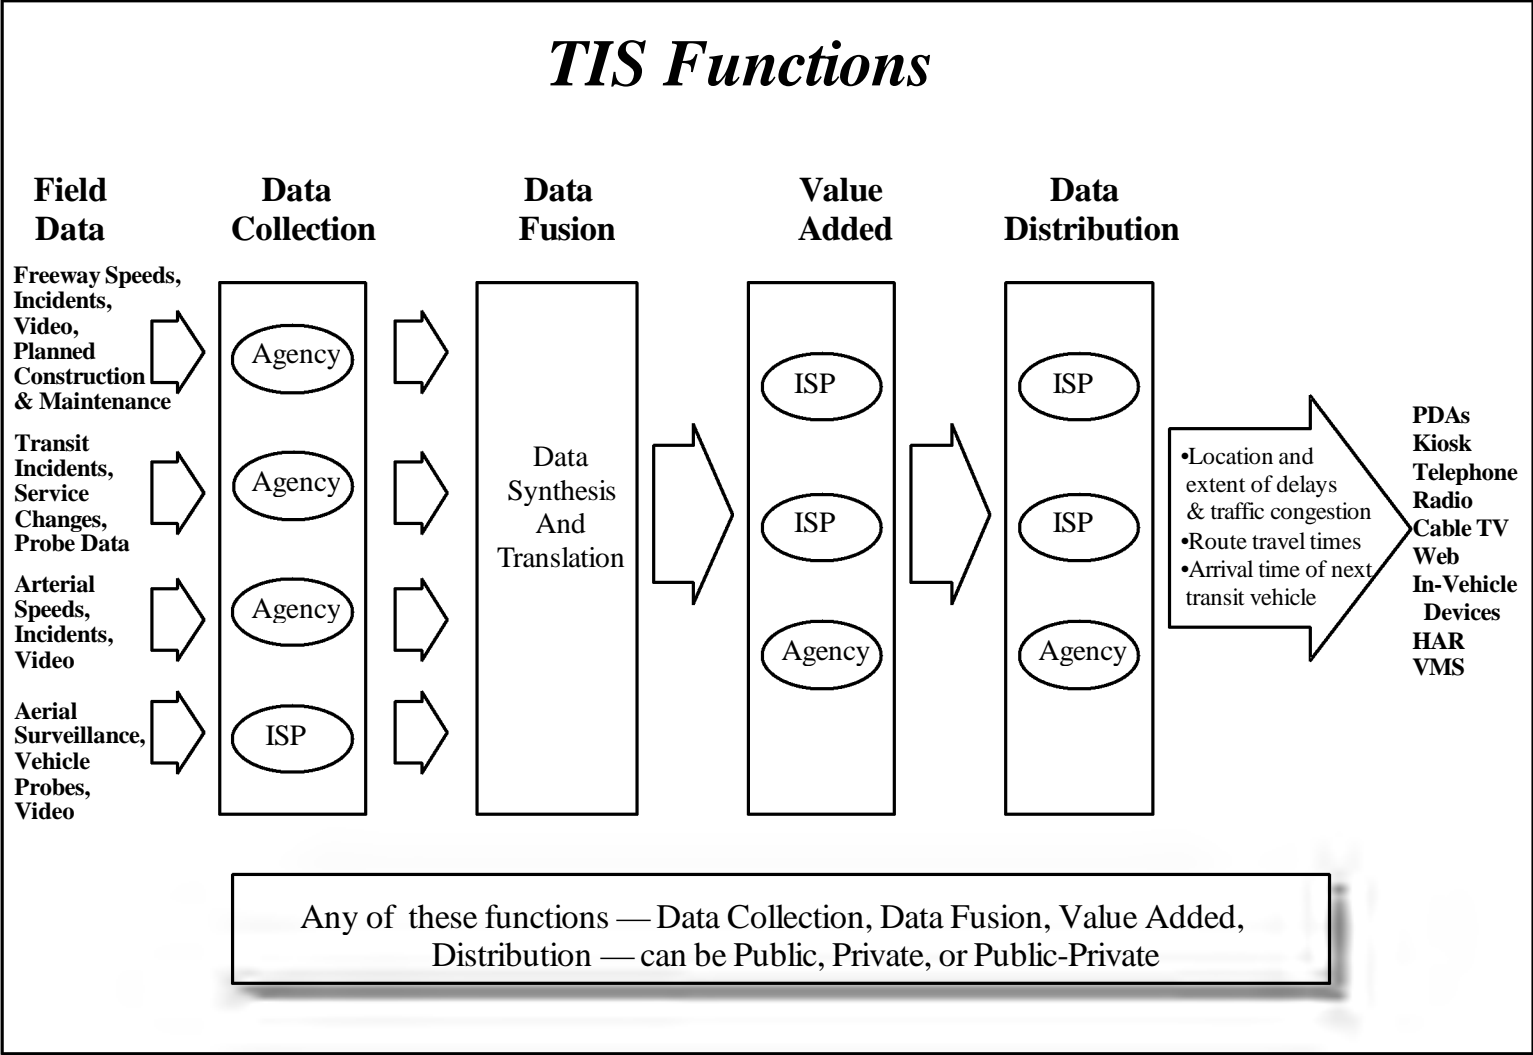 TIS Functions
Field
Data
Data
Collection
Data
Fusion
Value
Added
Data
Distribution
Freeway Speeds,
Incidents,
Video,
Planned
Construction
& Maintenance
Transit
Incidents,
Service
Changes,
Probe Data
Arterial
Speeds,
Incidents,
Video
Aerial
Surveillance,
Vehicle
Probes,
Video
Agency
Agency
Agency
ISP
Data
Synthesis
And
Translation
ISP
ISP
Agency
ISP
ISP
Agency
•Location and
extent of delays
& traffic congestion
•Route travel times
•Arrival time of next
transit vehicle
PDAs
Kiosk
Telephone
Radio
Cable TV
Web
In-Vehicle
Devices
HAR
VMS
Any of these functions — Data Collection, Data Fusion, Value Added,
Distribution — can be Public, Private, or Public-Private